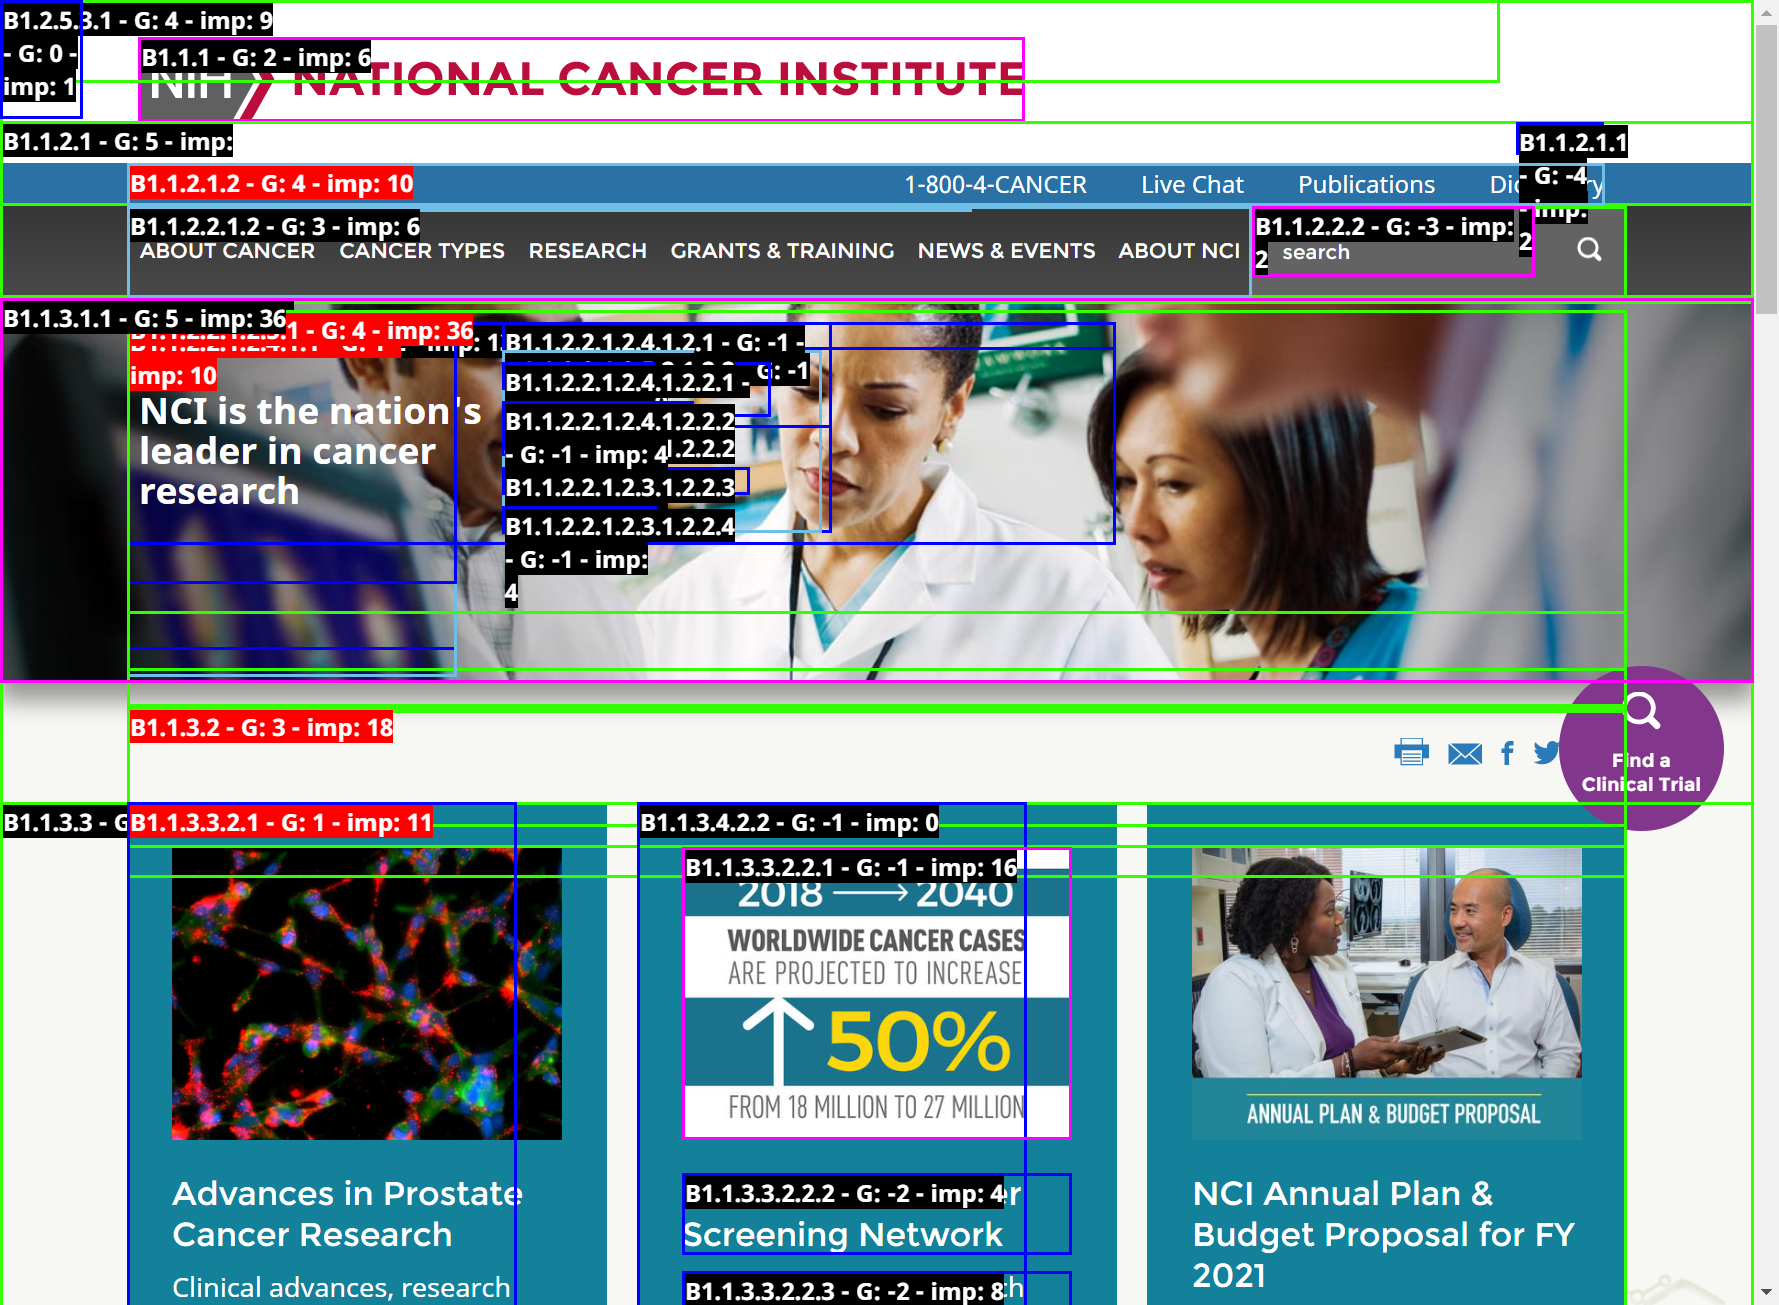 B1.2.5.3.1 - G: 4 - imp: 9
- G: 0 -
imp: 1
B1.1.1 - G: 2 - imp: 6
NIH NATIONAL CANCER INSTITUTE
B1.1.2.1 - G: 5 - imp:
B1.1.2.1.1
- G: -4
- imp:
2
B1.1.2.1.2 - G: 4 - imp: 10
1-800-4-CANCER Live Chat Publications
B1.1.2.2.1.2 - G: 3 - imp: 6
B1.1.2.2.2 - G: -3 - imp:
2
ABOUT CANCER CANCER TYPES RESEARCH GRANTS & TRAINING NEWS & EVENTS ABOUT NCI search
B1.1.3.1.1 - G: 5 - imp: 36
1 - G: 4 - imp: 36
imp: 10
B1.1.2.2.1.2.4.1.2.1 - G: -1 -
G: -1
B1.1.2.2.1.2.4.1.2.2.1 -
B1.1.2.2.1.2.4.1.2.2.2
- G: -1 - imp: 4
.2.2.2
B1.1.2.2.1.2.3.1.2.2.3
B1.1.2.2.1.2.3.1.2.2.4
- G: -1 - imp:
4
NCI is the nation's
leader in cancer
research
B1.1.3.2 - G: 3 - imp: 18
Find a
Clinical Trial
B1.1.3.3 - G
B1.1.3.3.2.1 - G: 1 - imp: 11
B1.1.3.4.2.2 - G: -1 - imp: 0
B1.1.3.3.2.2.1 - G: -1 - imp: 16
2018 → 2040
WORLDWIDE CANCER CASES
ARE PROJECTED TO INCREASE
50%
FROM 18 MILLION TO 27 MILLION
ANNUAL PLAN & BUDGET PROPOSAL
Advances in Prostate
Cancer Research
Clinical advances, research
B1.1.3.3.2.2.2 - G: -2 - imp: 4
Screening Network
B1.1.3.3.2.2.3 - G: -2 - imp: 8
NCI Annual Plan &
Budget Proposal for FY
2021